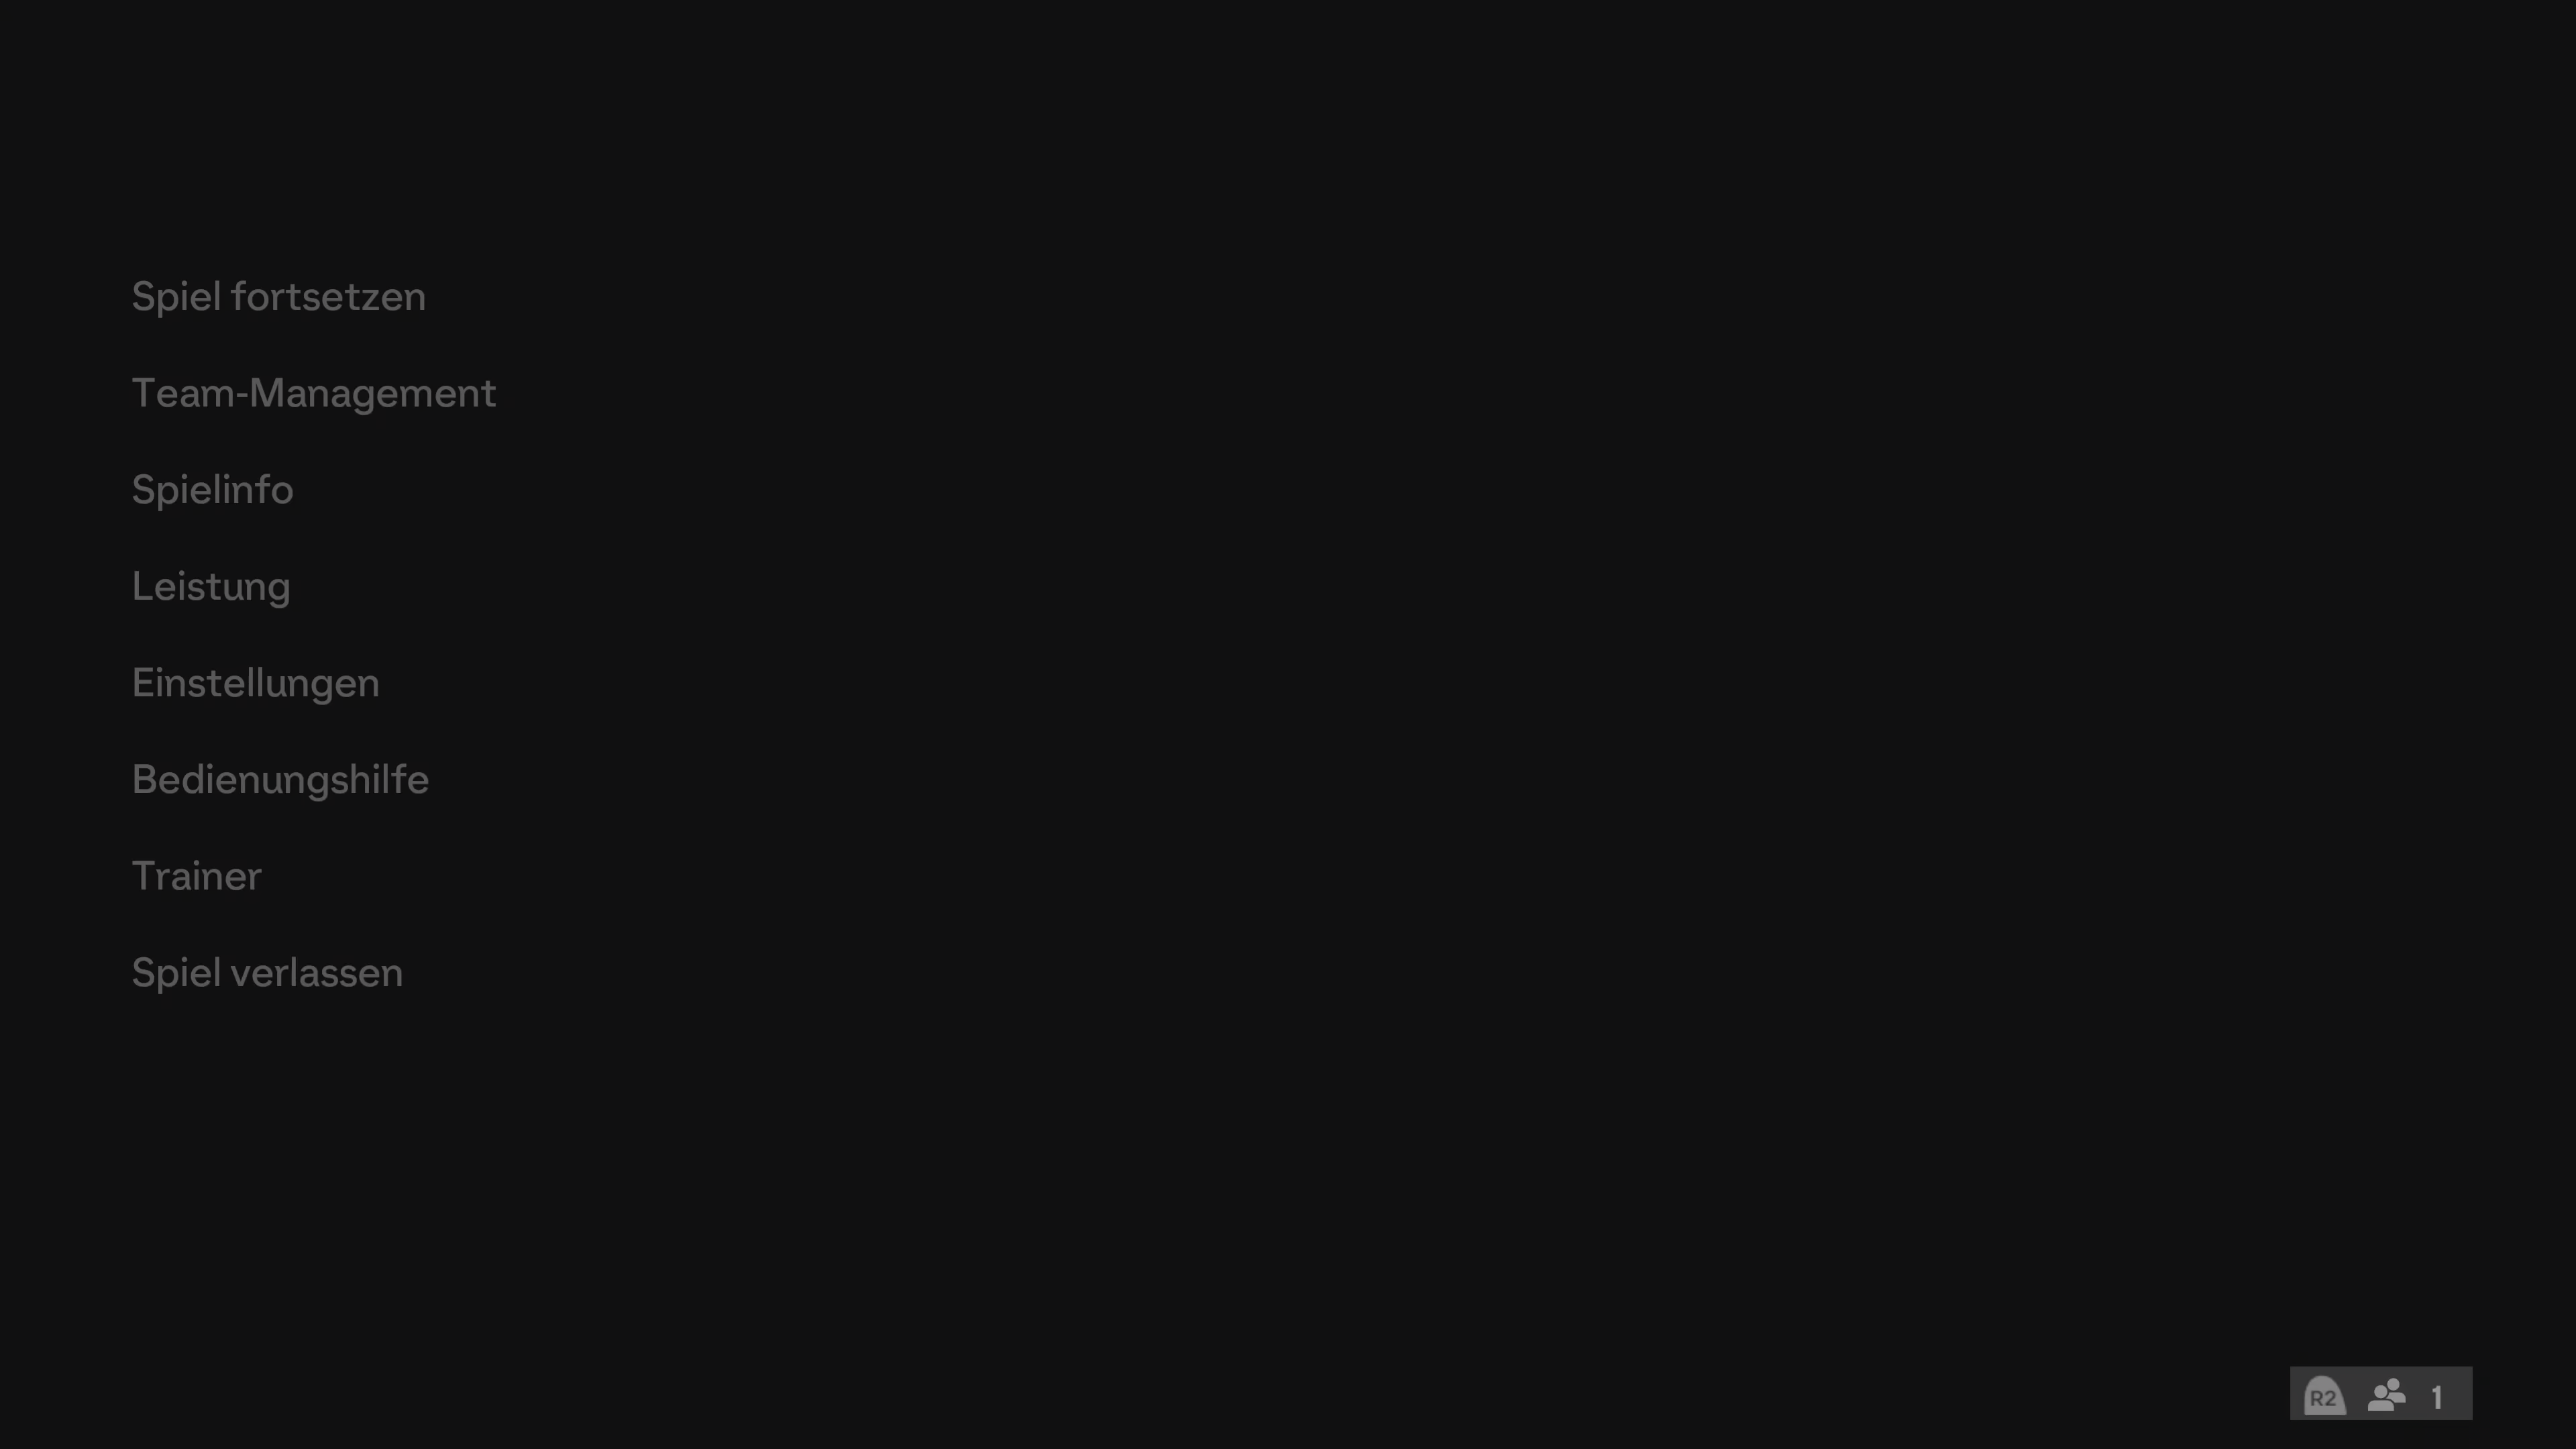 Spiel fortsetzen
Team-Management
Spielinfo
Leistung
Einstellungen
Bedienungshilfe
Trainer
Spiel verlassen
R2 1